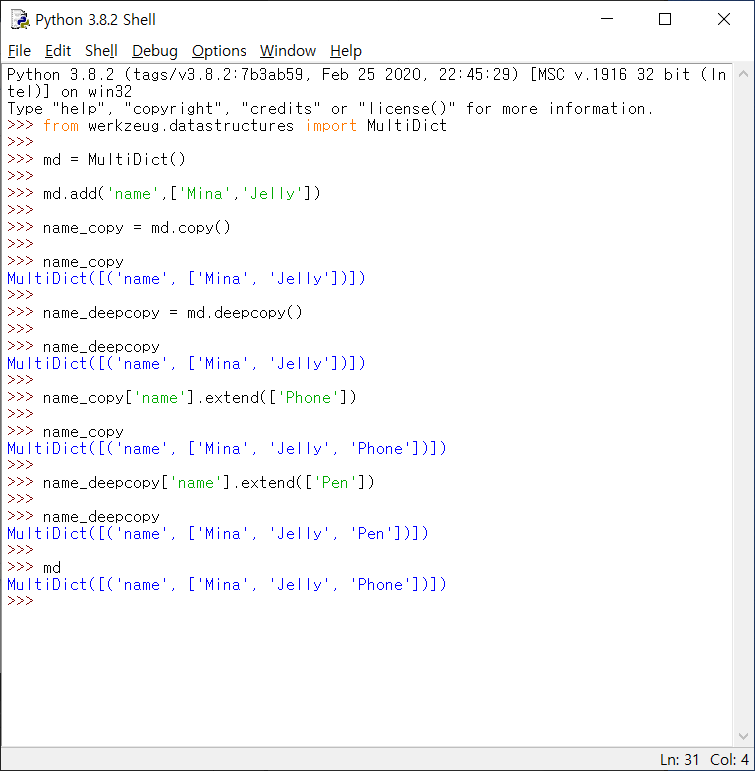 Python 3.8.2 Shell
File Edit Shell Debug Options Window Help
Python 3.8.2 (tags/v3.8.2:7b3ab59, Feb 25 2020, 22:45:29) [MSC v.1916 32 bit (In
tel)] on win32
Type "help", "copyright", "credits" or "license()" for more information.
>>> from werkzeug.datastructures import MultiDict
>>>
>>> md = MultiDict()
>>>
>>> md.add('name',['Mina','Jelly'])
>>>
>>> name_copy = md.copy()
>>>
>>> name_copy
MultiDict([('name', ['Mina', 'Jelly'])])
>>>
>>> name_deepcopy = md.deepcopy()
>>>
>>> name_deepcopy
MultiDict([('name', ['Mina', 'Jelly'])])
>>>
>>> name_copy['name'].extend(['Phone'])
>>>
>>> name_copy
MultiDict([('name', ['Mina', 'Jelly', 'Phone'])])
>>>
>>> name_deepcopy['name'].extend(['Pen'])
>>>
>>> name_deepcopy
MultiDict([('name', ['Mina', 'Jelly', 'Pen'])])
>>>
>>> md
MultiDict([('name', ['Mina', 'Jelly', 'Phone'])])
>>>
Ln: 31 Col: 4